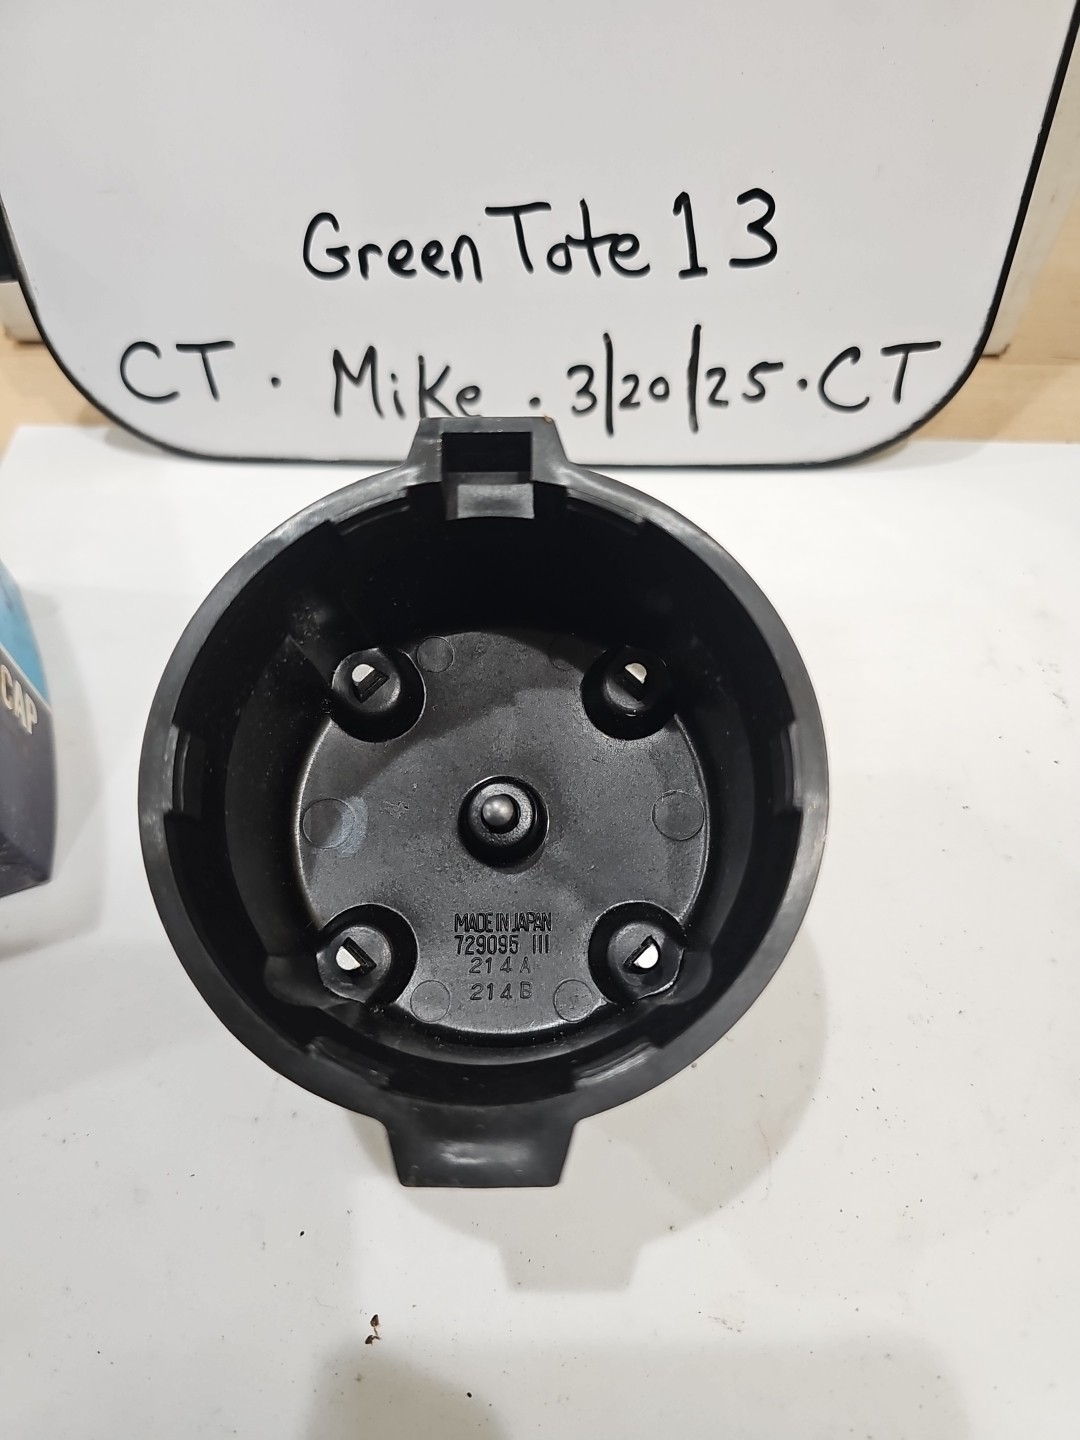 Green Tote 13
CT. Mike. 3/20/25. CT
CAP
MADE IN JAPAN
729095 III
214 A
214 B